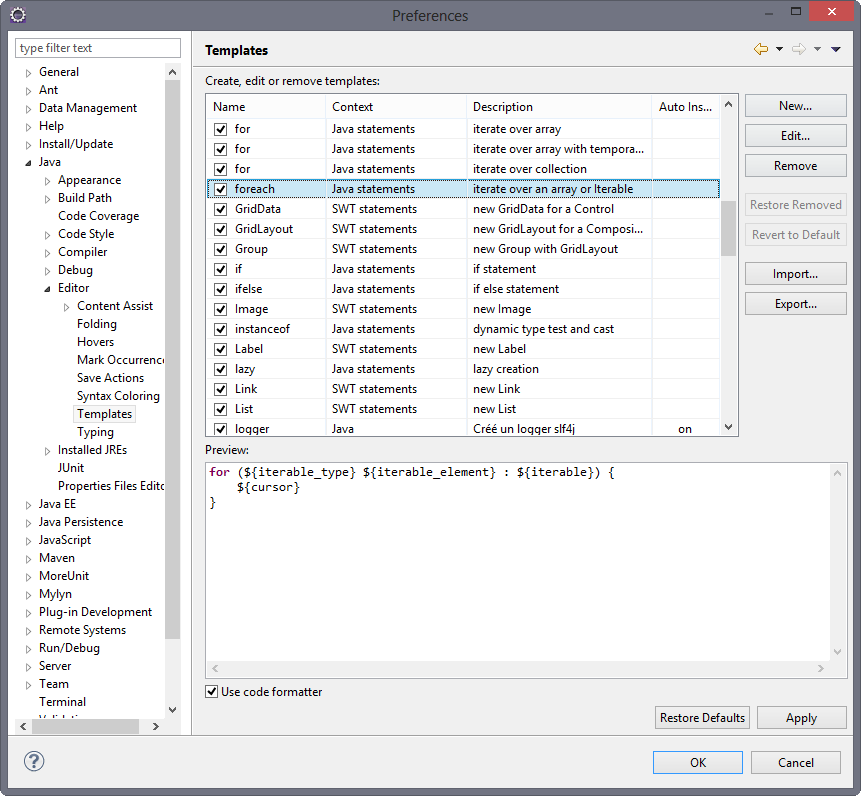 Preferences
type filter text
General
Ant
Data Management
Help
Install/Update
Java
Appearance
Build Path
Code Coverage
Code Style
Compiler
Debug
Editor
Content Assist
Folding
Hovers
Mark Occurrenc
Save Actions
Syntax Coloring
Templates
Typing
Installed JREs
JUnit
Properties Files Edito
Java EE
Java Persistence
JavaScript
Maven
MoreUnit
Mylyn
Plug-in Development
Remote Systems
Run/Debug
Server
Team
Terminal
Templates
Create, edit or remove templates:
Name Context Description Auto Ins...
for Java statements iterate over array
for Java statements iterate over array with tempora...
for Java statements iterate over collection
foreach Java statements iterate over an array or Iterable
GridData SWT statements new GridData for a Control
GridLayout SWT statements new GridLayout for a Composi...
Group SWT statements new Group with GridLayout
if Java statements if statement
ifelse Java statements if else statement
Image SWT statements new Image
instanceof Java statements dynamic type test and cast
Label SWT statements new Label
lazy Java statements lazy creation
Link SWT statements new Link
List SWT statements new List
logger Java Créé un logger slf4j on
New...
Edit...
Remove
Restore Removed
Revert to Default
Import...
Export...
Preview:
for (${iterable_type} ${iterable_element} : ${iterable}) {
${cursor}
}
Use code formatter
Restore Defaults
Apply
?
OK
Cancel